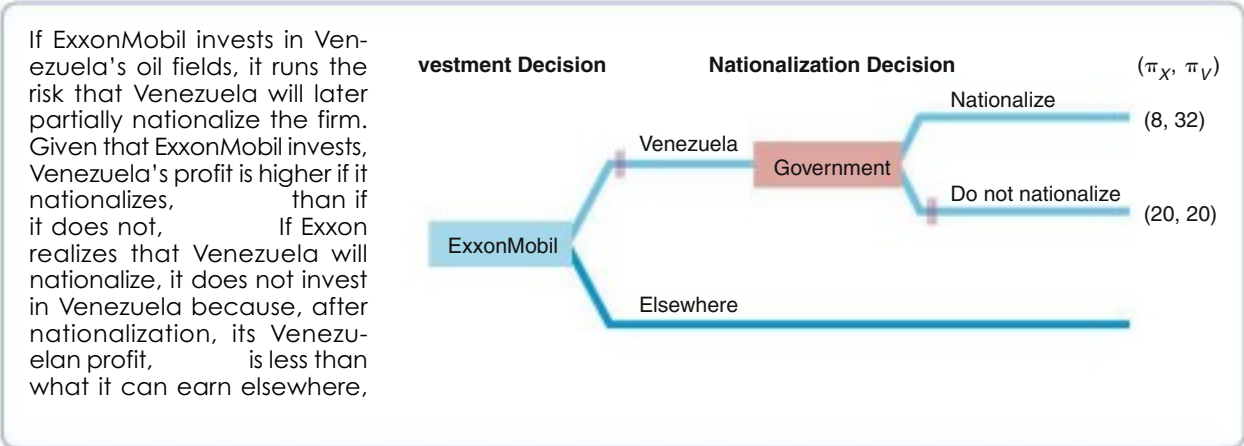 If ExxonMobil invests in Ven-
ezuela's oil fields, it runs the
risk that Venezuela will later
partially nationalize the firm.
Given that ExxonMobil invests,
Venezuela's profit is higher if it
nationalizes, than if
it does not, If Exxon
realizes that Venezuela will
nationalize, it does not invest
in Venezuela because, after
nationalization, its Venezu-
elan profit, is less than
what it can earn elsewhere,
vestment Decision
Nationalization Decision
(π_X, π_V)
Nationalize
(8, 32)
Venezuela
Government
Do not nationalize
(20, 20)
ExxonMobil
Elsewhere